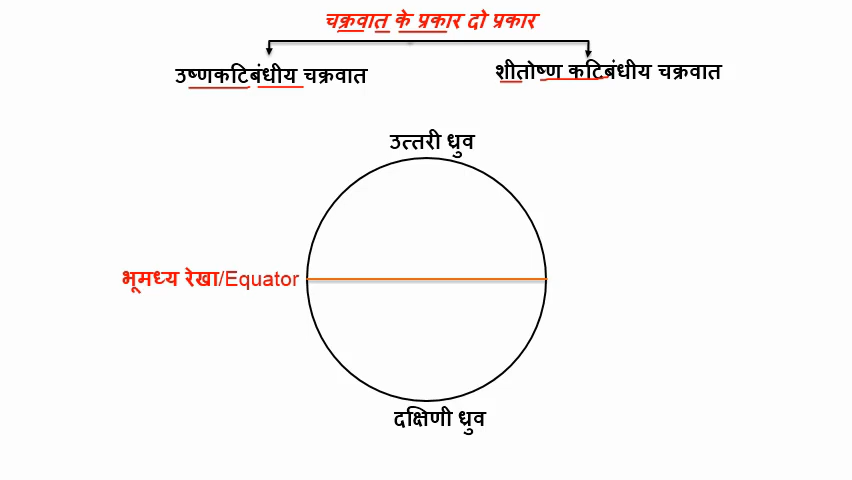 चक्रवात के प्रकार दो प्रकार
उष्णकटिबंधीय चक्रवात
शीतोष्ण कटिबंधीय चक्रवात
उत्तरी ध्रुव
भूमध्य रेखा/Equator
दक्षिणी ध्रुव